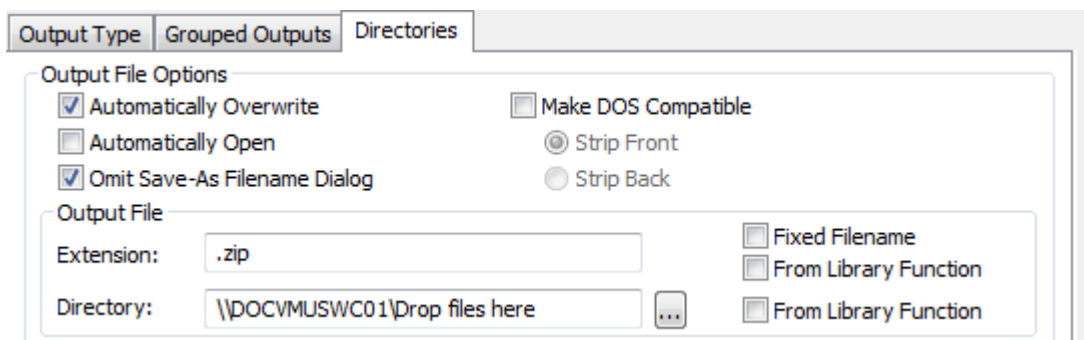 Output Type Grouped Outputs Directories
Output File Options
Automatically Overwrite Make DOS Compatible
Automatically Open Strip Front
Omit Save-As Filename Dialog Strip Back
Output File
Extension: .zip Fixed Filename
From Library Function
Directory: \\DOCVMUSWC01\Drop files here ... From Library Function